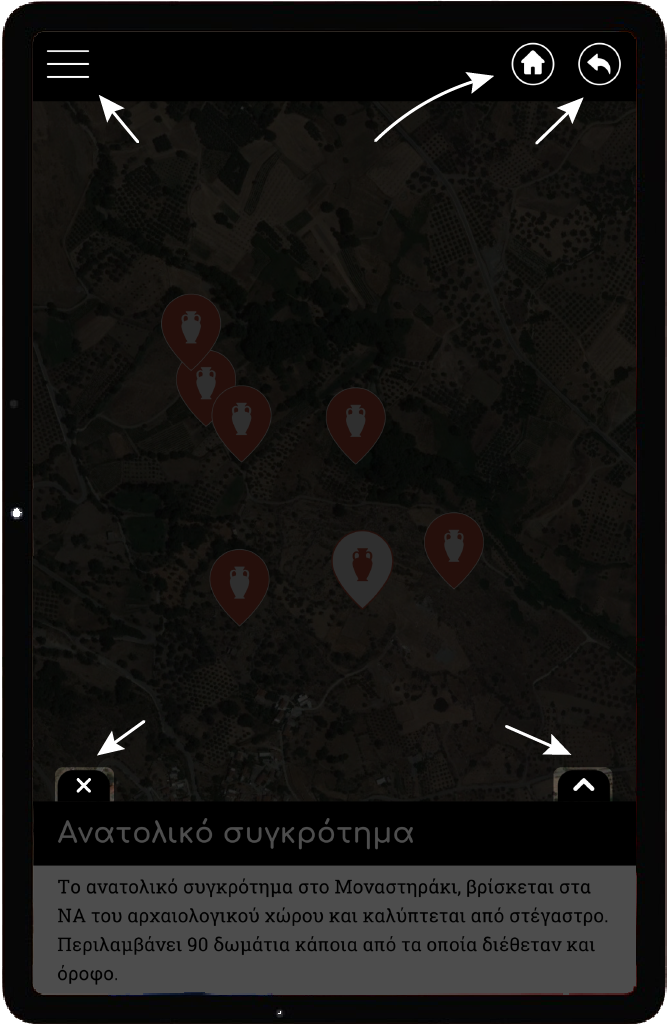 Ανατολικό συγκρότημα
Το ανατολικό συγκρότημα στο Μοναστηράκι, βρίσκεται στα
ΝΑ του αρχαιολογικού χώρου και καλύπτεται από στέγαστρο.
Περιλαμβάνει 90 δωμάτια κάποια από τα οποία διέθεταν και
όροφο.